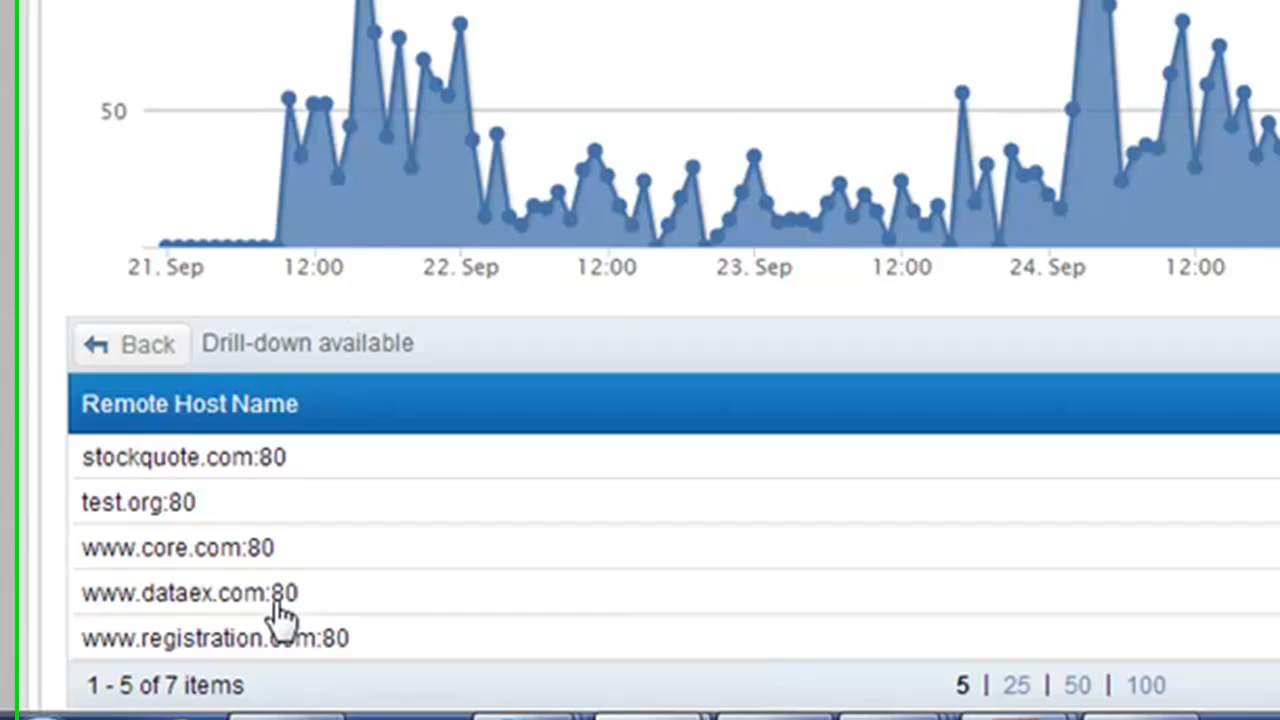 50
21. Sep 12:00 22. Sep 12:00 23. Sep 12:00 24. Sep 12:00
Back Drill-down available
Remote Host Name
stockquote.com:80
test.org:80
www.core.com:80
www.dataex.com:80
www.registration.com:80
1 - 5 of 7 items 5 | 25 | 50 | 100